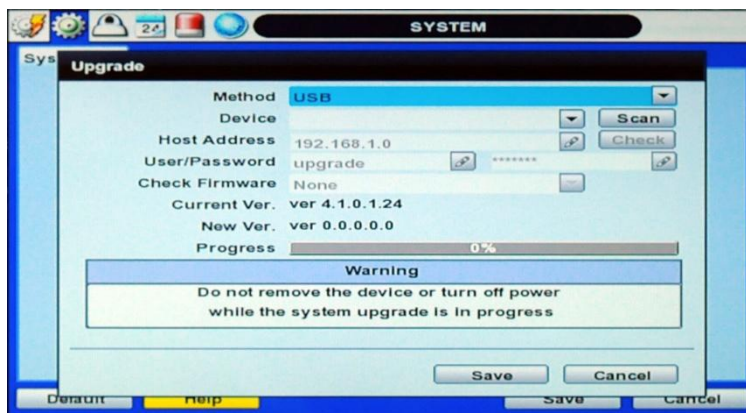 24
SYSTEM
Sys
Upgrade
Method USB
Device Scan
Host Address 192.168.1.0 Check
User/Password upgrade *******
Check Firmware None
Current Ver. ver 4.1.0.1.24
New Ver. ver 0.0.0.0.0
Progress 0%
Warning
Do not remove the device or turn off power
while the system upgrade is in progress
Save Cancel
Default Help Save Cancel